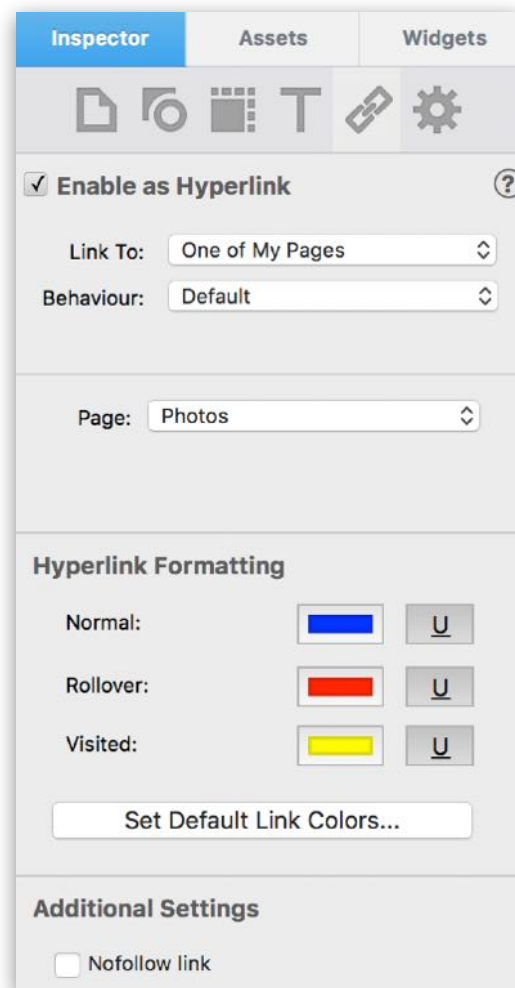 Inspector Assets Widgets
T
Enable as Hyperlink ?
Link To: One of My Pages
Behaviour: Default
Page: Photos
Hyperlink Formatting
Normal: U
Rollover: U
Visited: U
Set Default Link Colors...
Additional Settings
Nofollow link